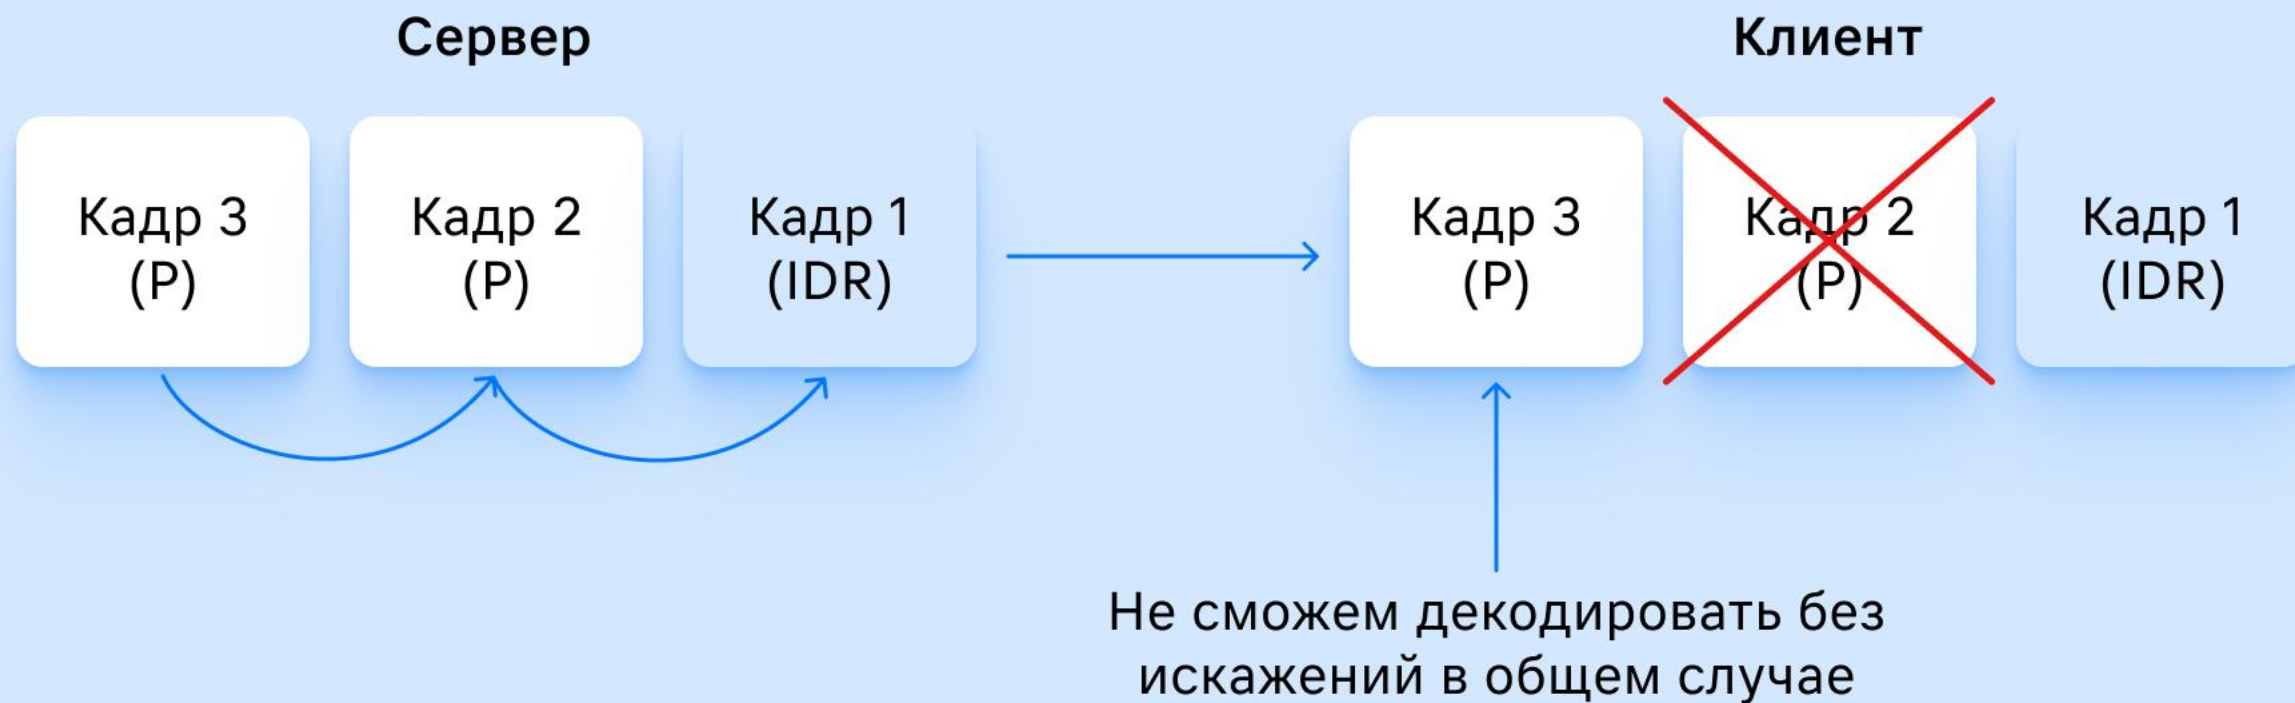 Сервер
Клиент
Кадр 3
(P)
Кадр 2
(P)
Кадр 1
(IDR)
Кадр 3
(P)
Кадр 2
(P)
Кадр 1
(IDR)
Не сможем декодировать без
искажений в общем случае